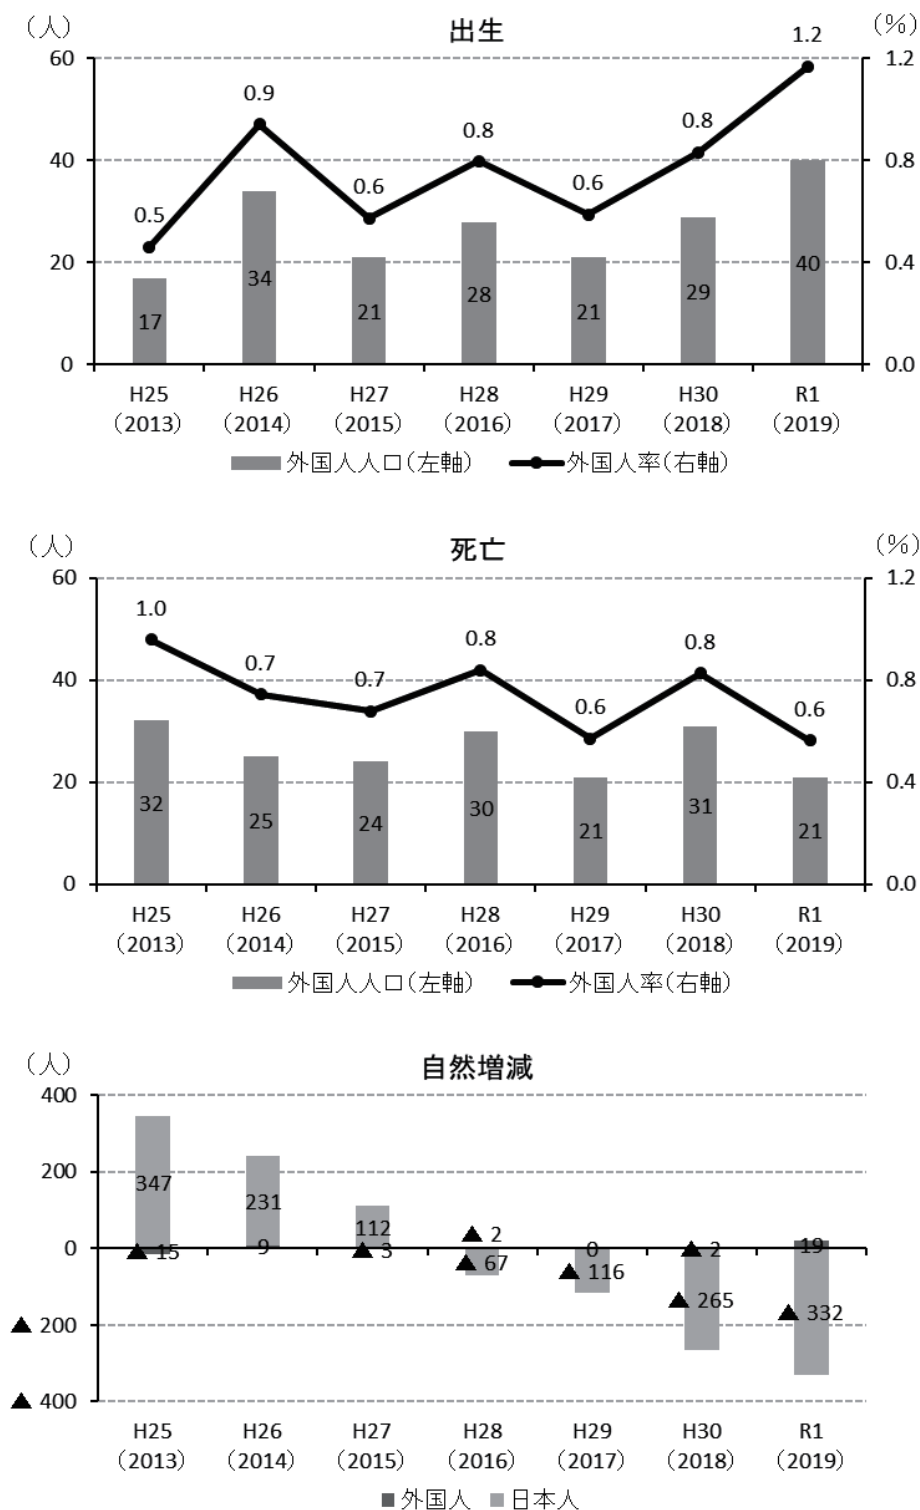 出生
（人） （%）
60 1.2
40 0.8
20 0.4
0 0.0
0.5 0.9 0.6 0.8 0.6 0.8 1.2
17 34 21 28 21 29 40
H25 H26 H27 H28 H29 H30 R1
（2013） （2014） （2015） （2016） （2017） （2018） （2019）
外国人人口（左軸） 外国人率（右軸）
死亡
（人） （%）
60 1.2
40 0.8
20 0.4
0 0.0
1.0 0.7 0.7 0.8 0.6 0.8 0.6
32 25 24 30 21 31 21
H25 H26 H27 H28 H29 H30 R1
（2013） （2014） （2015） （2016） （2017） （2018） （2019）
外国人人口（左軸） 外国人率（右軸）
自然増減
（人）
400
200
0
▲ 200
▲ 400
347 231 112 ▲ 67 ▲ 116 ▲ 265 ▲ 332
▲ 15 9 ▲ 3 ▲ 2 0 ▲ 2 19
H25 H26 H27 H28 H29 H30 R1
（2013） （2014） （2015） （2016） （2017） （2018） （2019）
外国人 日本人